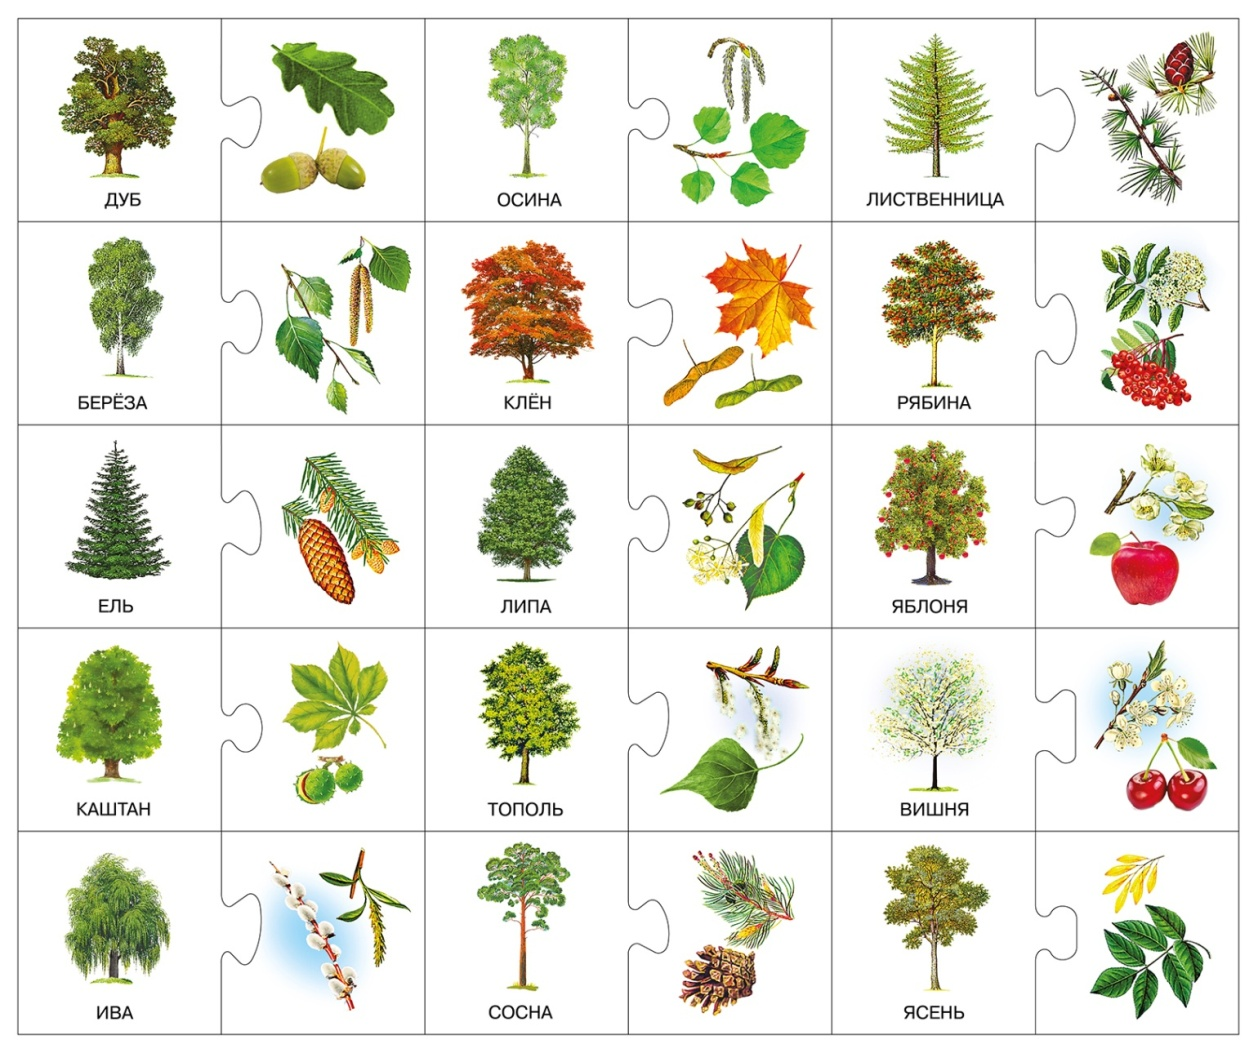 ДУБ
ОСИНА
ЛИСТВЕННИЦА
БЕРЁЗА
КЛЁН
РЯБИНА
ЕЛЬ
ЛИПА
ЯБЛОНЯ
КАШТАН
ТОПОЛЬ
ВИШНЯ
ИВА
СОСНА
ЯСЕНЬ